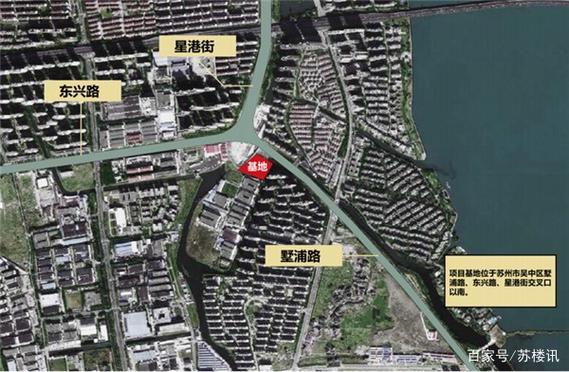 星港街
东兴路
基地
墅浦路
项目基地位于苏州市吴中区墅
浦路、东兴路、星港街交叉口
以南。
百家号/苏楼讯